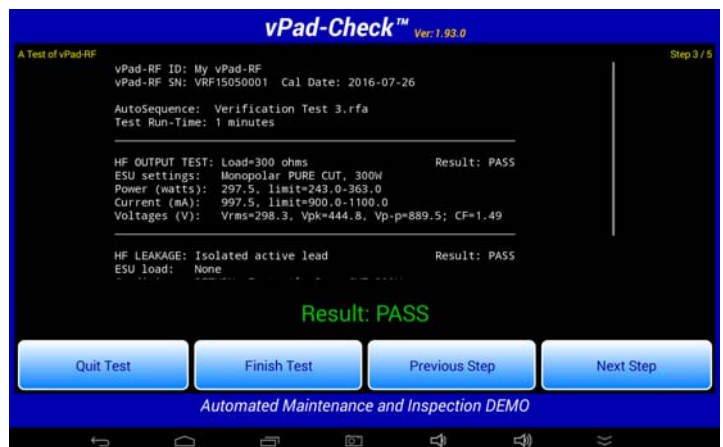 vPad-Check™ Ver: 1.93.0
A Test of vPad-RF
Step 3 / 5
vPad-RF ID: My vPad-RF
vPad-RF SN: VRF15050001 Cal Date: 2016-07-26
AutoSequence: Verification Test 3.rfa
Test Run-Time: 1 minutes
HF OUTPUT TEST: Load=300 ohms Result: PASS
ESU settings: Monopolar PURE CUT, 300W
Power (watts): 297.5, limit=243.0-363.0
Current (mA): 997.5, limit=900.0-1100.0
Voltages (V): Vrms=298.3, Vpk=444.8, Vp-p=889.5; CF=1.49
HF LEAKAGE: Isolated active lead Result: PASS
ESU load: None
Result: PASS
Quit Test
Finish Test
Previous Step
Next Step
Automated Maintenance and Inspection DEMO